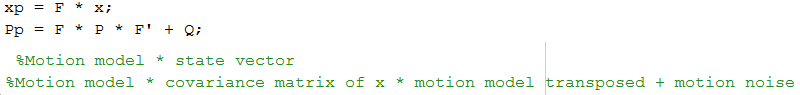 xp = F * x;
Pp = F * P * F' + Q;
%Motion model * state vector
%Motion model * covariance matrix of x * motion model transposed + motion noise